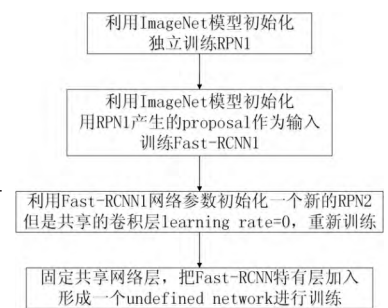 利用ImageNet模型初始化
独立训练RPN1
利用ImageNet模型初始化
用RPN1产生的proposal作为输入
训练Fast-RCNN1
利用Fast-RCNN1网络参数初始化一个新的RPN2
但是共享的卷积层learning rate=0，重新训练
固定共享网络层，把Fast-RCNN特有层加入
形成一个undefined network进行训练